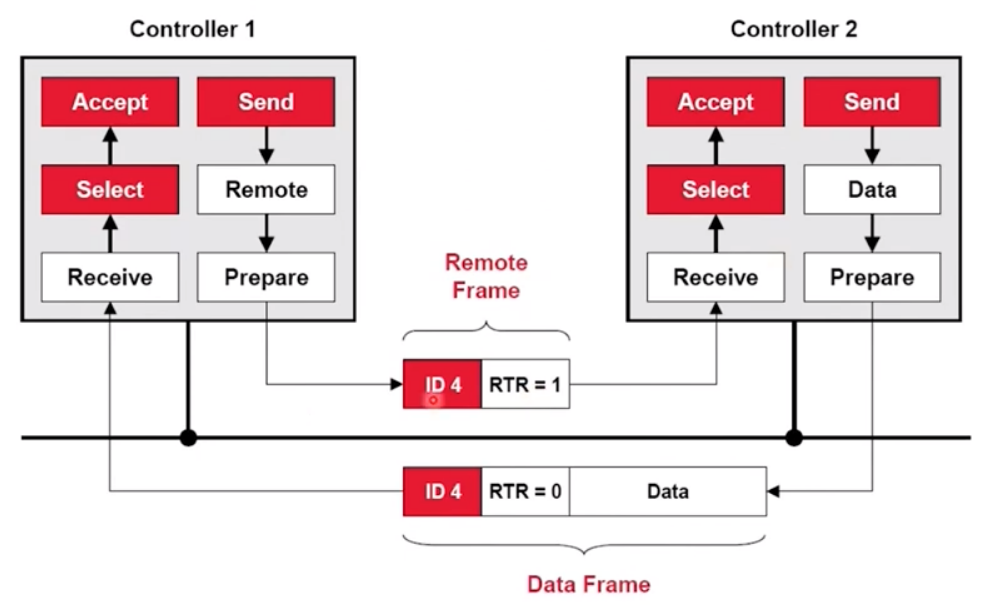 Controller 1
Controller 2
Accept
Send
Accept
Send
Select
Remote
Select
Data
Receive
Prepare
Receive
Prepare
Remote
Frame
ID 4
RTR = 1
ID 4
RTR = 0
Data
Data Frame